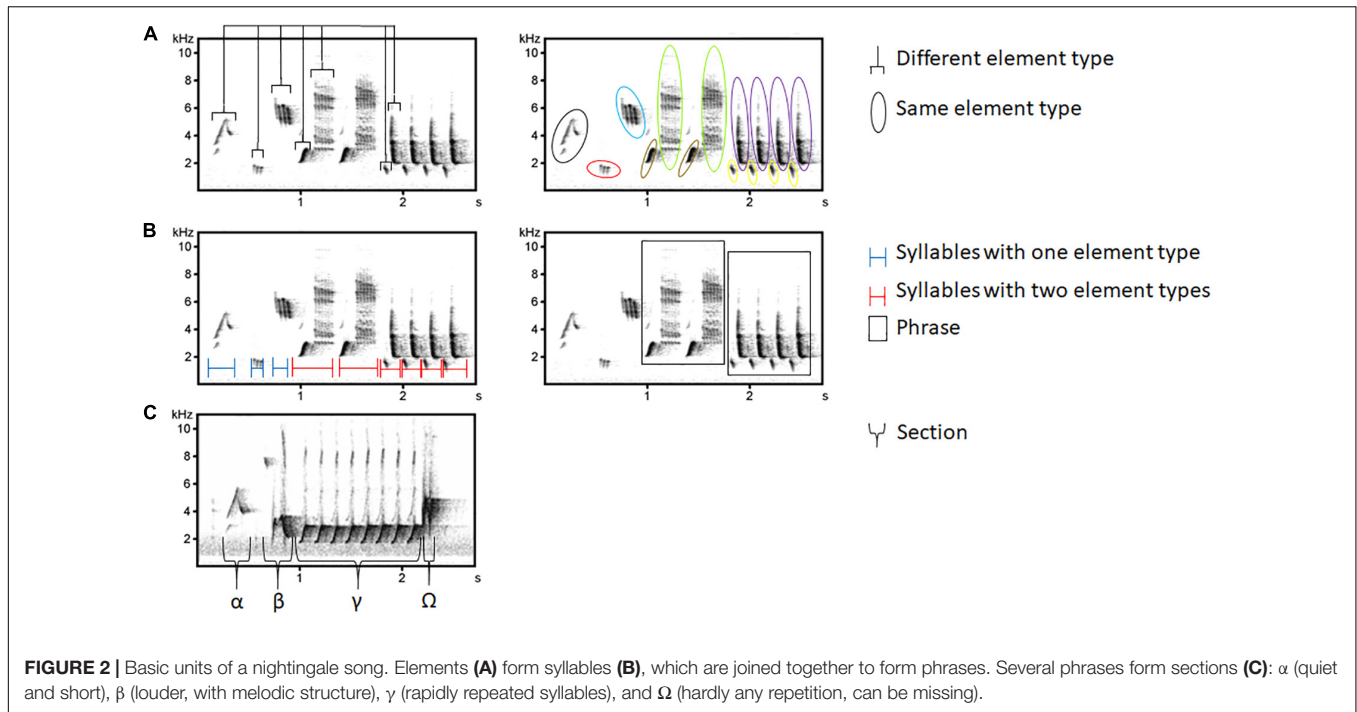 A
kHz
10
8
6
4
2
1
2
s
kHz
10
8
6
4
2
1
2
s
Different element type
Same element type
B
kHz
10
8
6
4
2
1
2
s
kHz
10
8
6
4
2
1
2
s
Syllables with one element type
Syllables with two element types
Phrase
C
kHz
10
8
6
4
2
1
2
s
α
β
γ
Ω
Section
FIGURE 2 | Basic units of a nightingale song. Elements (A) form syllables (B), which are joined together to form phrases. Several phrases form sections (C): α (quiet
and short), β (louder, with melodic structure), γ (rapidly repeated syllables), and Ω (hardly any repetition, can be missing).